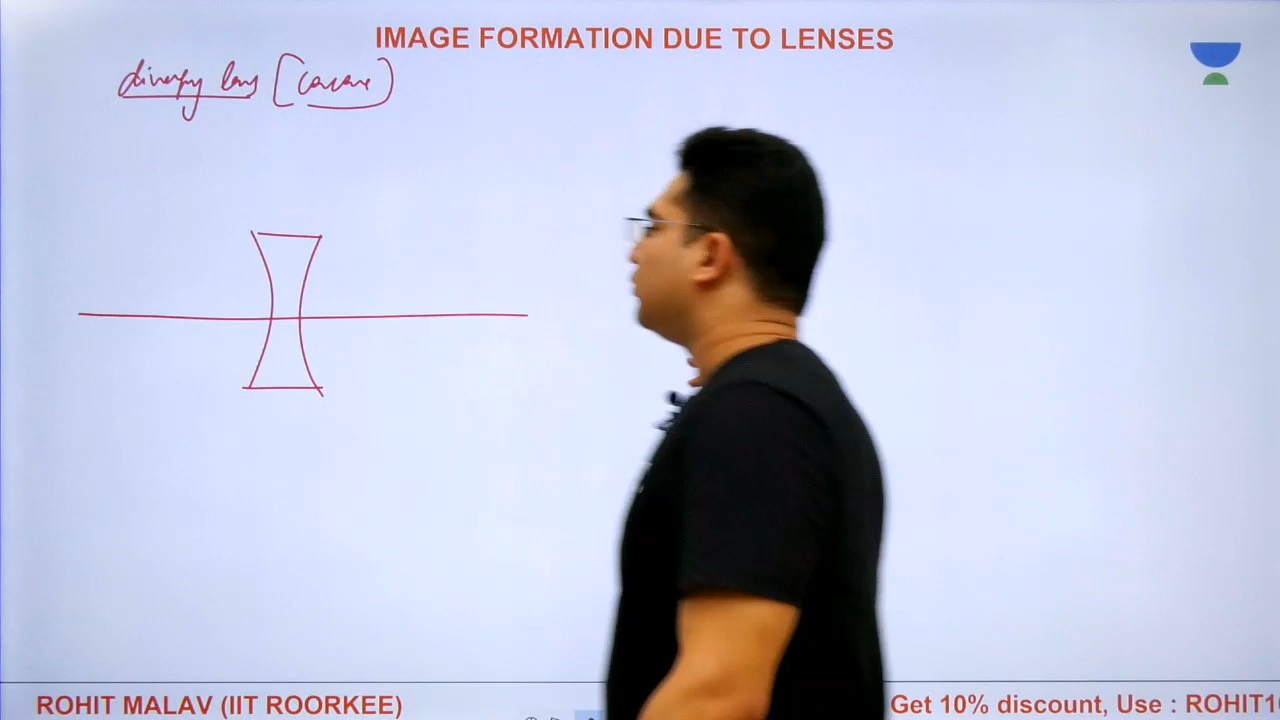 IMAGE FORMATION DUE TO LENSES
diverging lens [concave]
ROHIT MALAV (IIT ROORKEE)
Get 10% discount, Use : ROHIT1